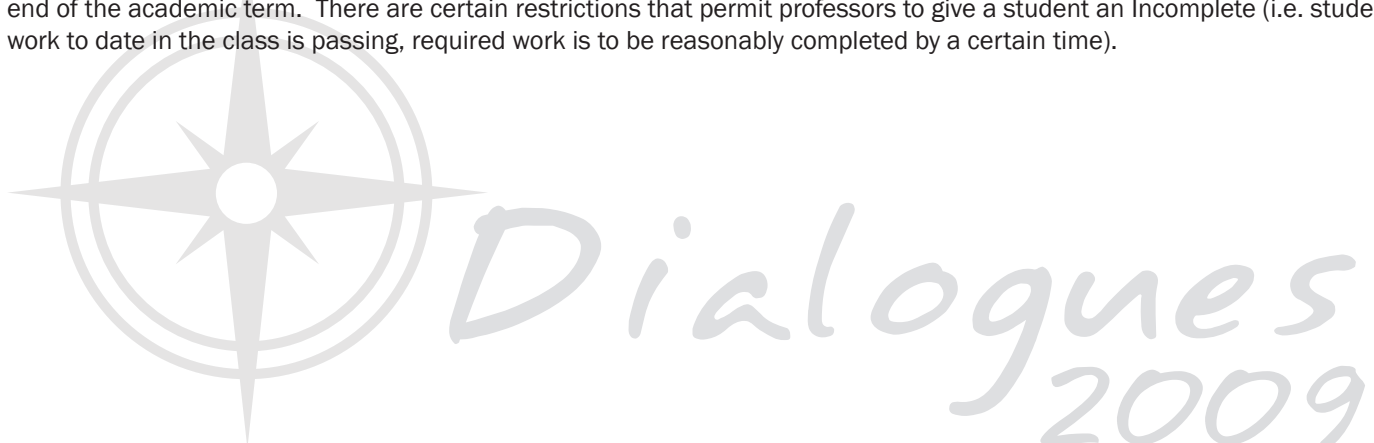 end of the academic term. There are certain restrictions that permit professors to give a student an Incomplete (i.e. stude
work to date in the class is passing, required work is to be reasonably completed by a certain time).
Dialogues
2009